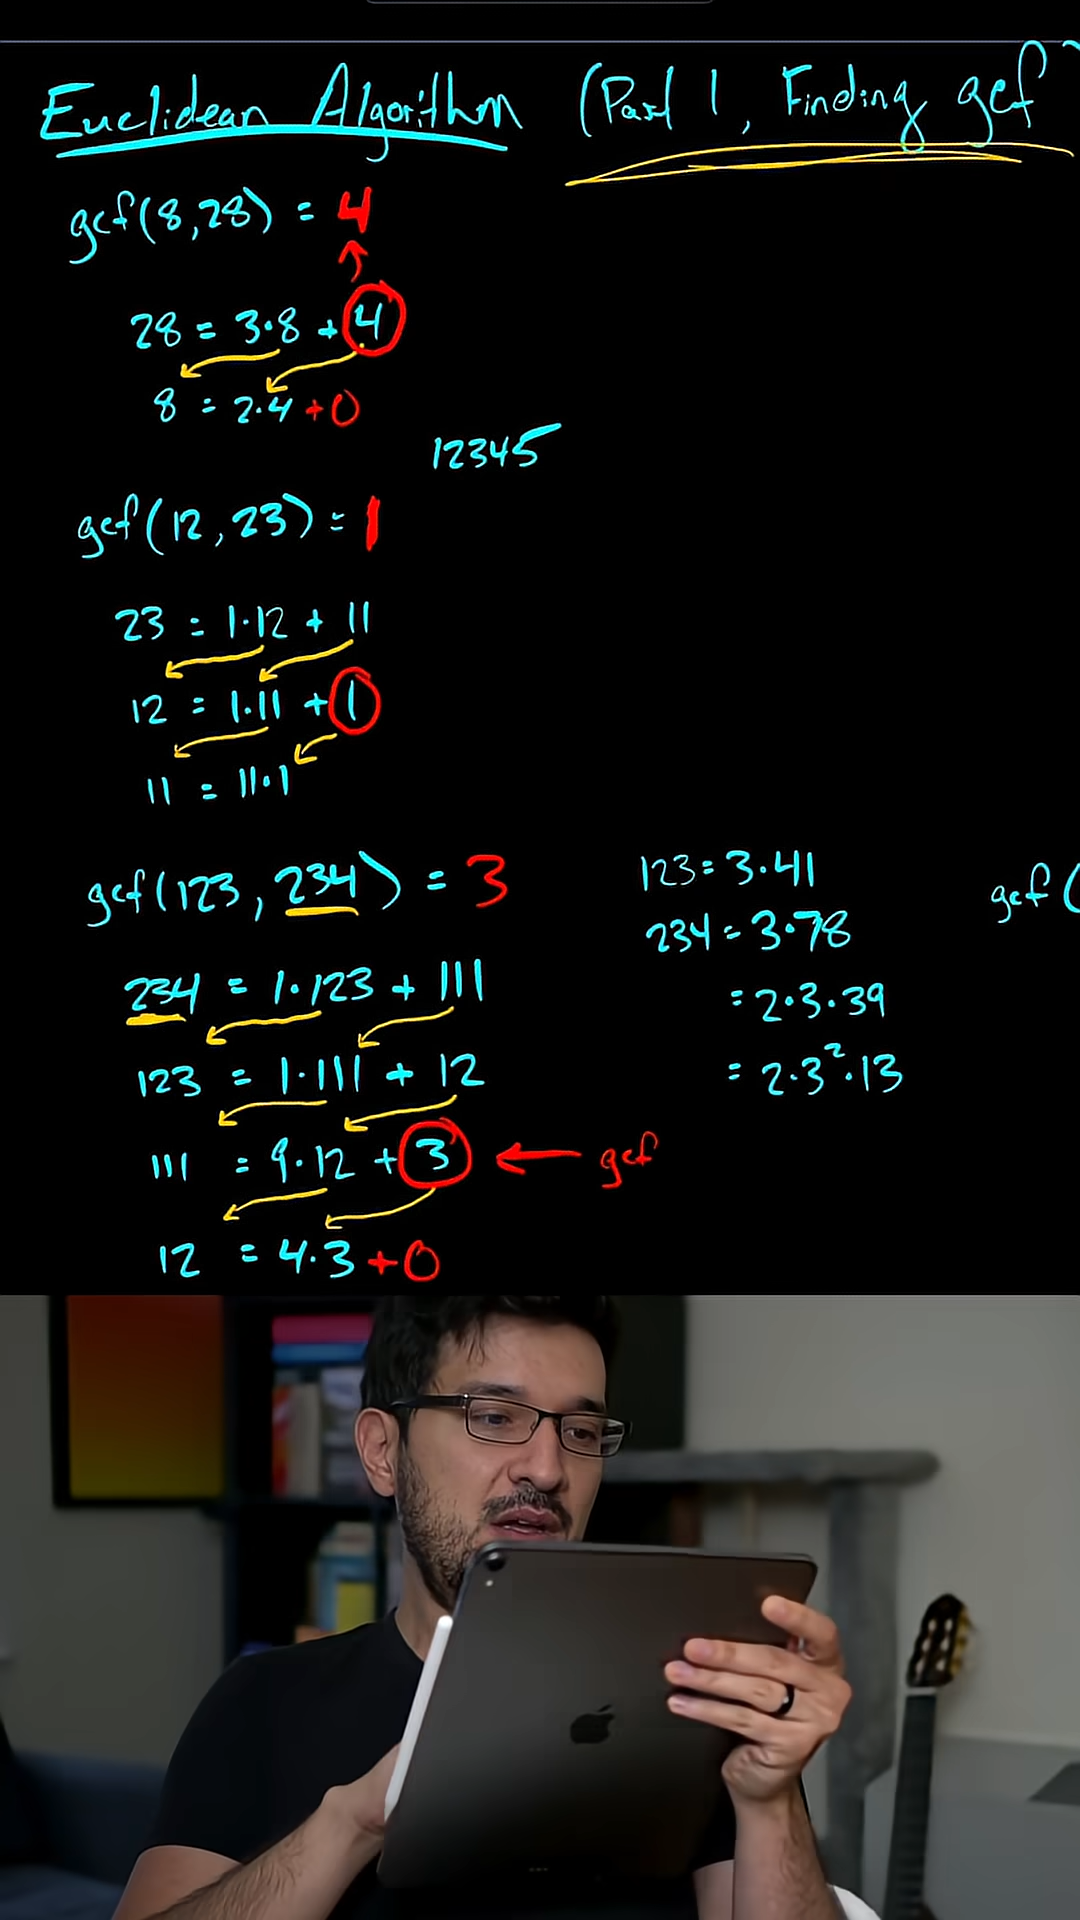 Euclidean Algorithm (Part 1, Finding gcf
gcf(8,28) = 4
28 = 3·8 + 4
8 = 2·4 + 0
12345
gcf(12,23) = 1
23 = 1·12 + 11
12 = 1·11 + 1
11 = 11·1
gcf(123, 234) = 3
234 = 1·123 + 111
123 = 1·111 + 12
111 = 9·12 + 3 ← gcf
12 = 4·3 + 0
123 = 3·41
234 = 3·78
= 2·3·39
= 2·3²·13
gcf (